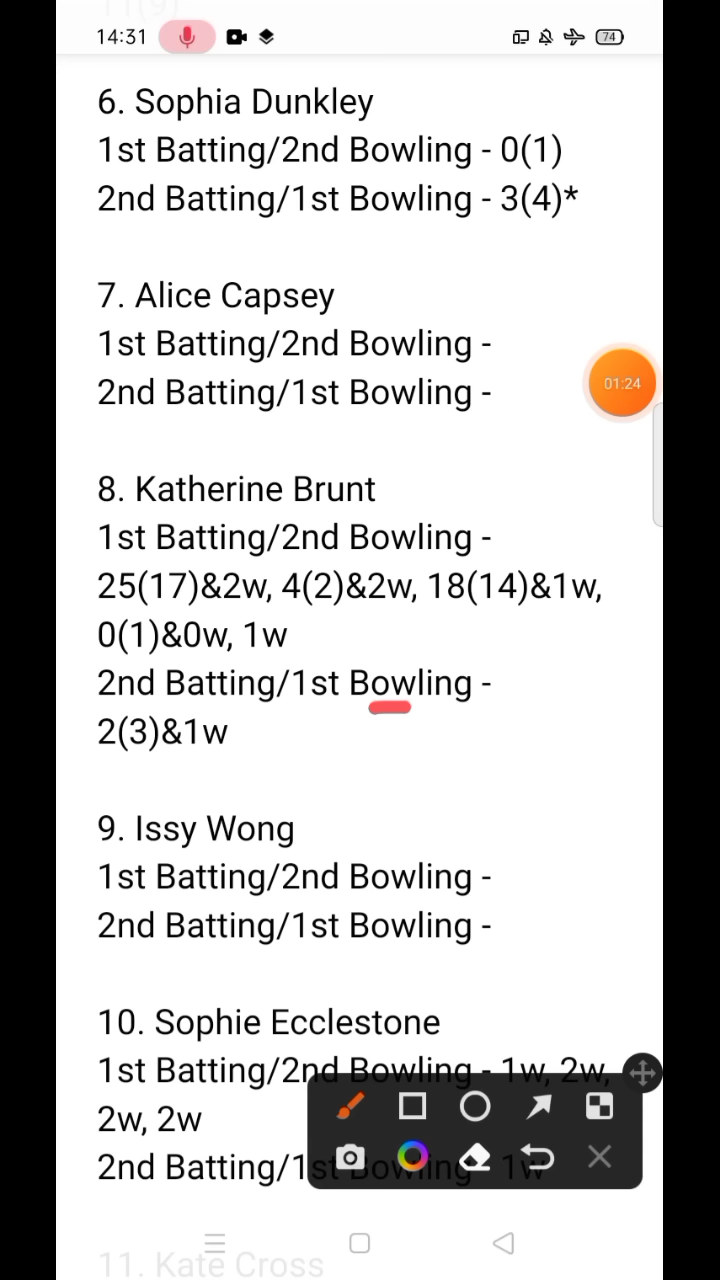 11(9)
14:31
74
6. Sophia Dunkley
1st Batting/2nd Bowling - 0(1)
2nd Batting/1st Bowling - 3(4)*
7. Alice Capsey
1st Batting/2nd Bowling -
2nd Batting/1st Bowling -
01:24
8. Katherine Brunt
1st Batting/2nd Bowling -
25(17)&2w, 4(2)&2w, 18(14)&1w,
0(1)&0w, 1w
2nd Batting/1st Bowling -
2(3)&1w
9. Issy Wong
1st Batting/2nd Bowling -
2nd Batting/1st Bowling -
10. Sophie Ecclestone
1st Batting/2nd Bowling - 1w, 2w,
2w, 2w
2nd Batting/1st Bowling - 1w
11. Kate Cross